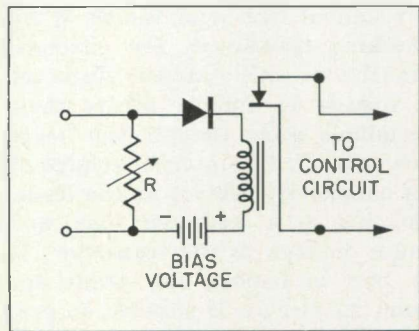 TO
CONTROL
CIRCUIT
R
- +
BIAS
VOLTAGE